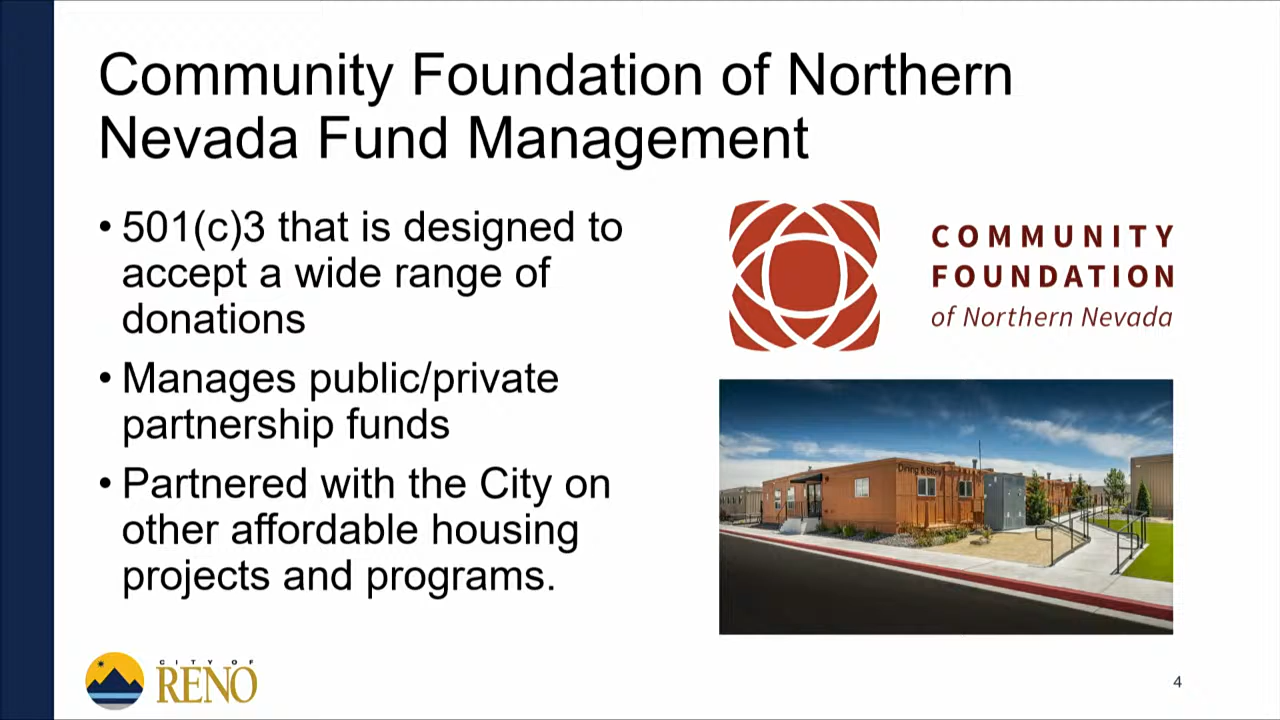 Community Foundation of Northern
Nevada Fund Management
• 501(c)3 that is designed to
accept a wide range of
donations
• Manages public/private
partnership funds
• Partnered with the City on
other affordable housing
projects and programs.
COMMUNITY
FOUNDATION
of Northern Nevada
Dining &
CITY OF
RENO
4